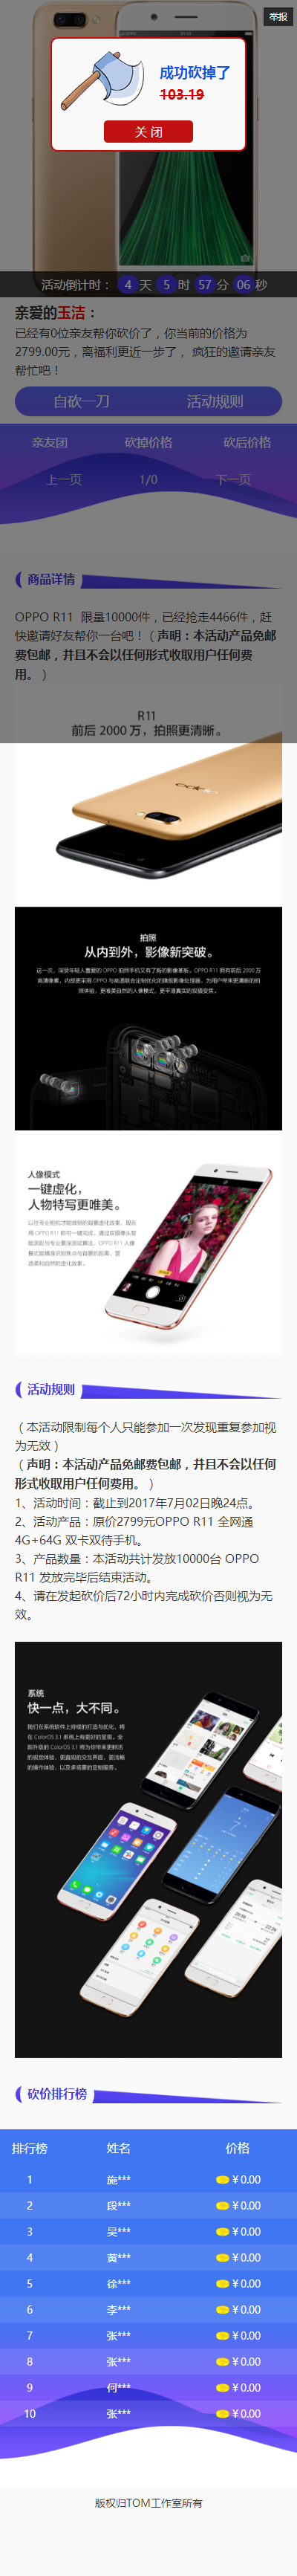 举报
成功砍掉了
103.19
关 闭
活动倒计时： 4 天 5 时 57 分 06 秒
亲爱的玉洁：
已经有0位亲友帮你砍价了，你当前的价格为
2799.00元，离福利更近一步了， 疯狂的邀请亲友
帮忙吧！
自砍一刀 活动规则
亲友团 砍掉价格 砍后价格
上一页 1/0 下一页
商品详情
OPPO R11 限量10000件，已经抢走4466件，赶
快邀请好友帮你一台吧！（ 声明：本活动产品免邮
费包邮，并且不会以任何形式收取用户任何费
用。 ）
R11
前后 2000 万，拍照更清晰。
拍照
从内到外，影像新突破。
人像模式
一键虚化，
人物特写更唯美。
活动规则
（ 本活动限制每个人只能参加一次发现重复参加视
为无效 ）
（ 声明：本活动产品免邮费包邮，并且不会以任何
形式收取用户任何费用。 ）
1、活动时间：截止到2017年7月02日晚24点。
2、活动产品：原价2799元OPPO R11 全网通
4G+64G 双卡双待手机。
3、产品数量：本活动共计发放10000台 OPPO
R11 发放完毕后结束活动。
4、请在发起砍价后72小时内完成砍价否则视为无
效。
系统
快一点，大不同。
砍价排行榜
排行榜 姓名 价格
1 施*** ¥ 0.00
2 段*** ¥ 0.00
3 吴*** ¥ 0.00
4 黄*** ¥ 0.00
5 徐*** ¥ 0.00
6 李*** ¥ 0.00
7 张*** ¥ 0.00
8 张*** ¥ 0.00
9 何*** ¥ 0.00
10 张*** ¥ 0.00
版权归TOM工作室所有